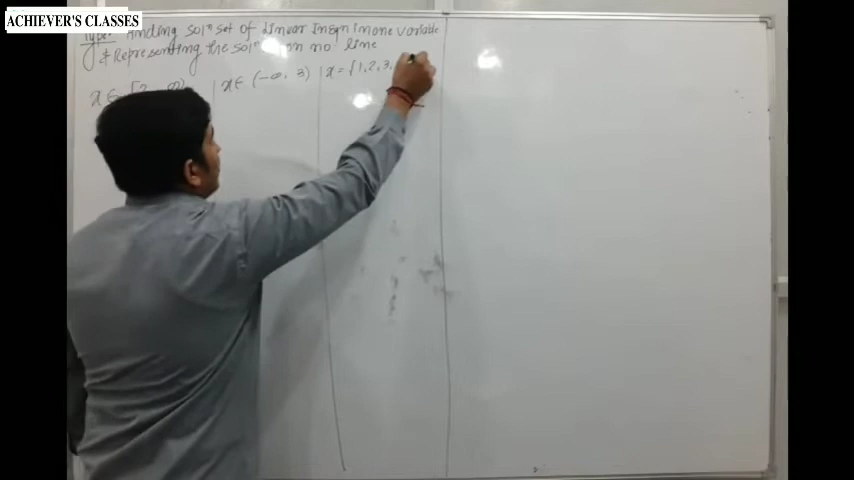 ACHIEVER'S CLASSES
Type: Finding solⁿ set of Linear Ineqn in one variable
& Representing the solⁿ on no line
x ∈ [2, ∞)
x ∈ (-∞, 3)
x = {1, 2, 3,